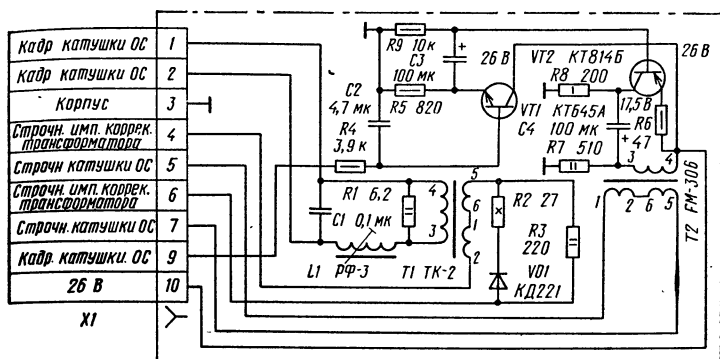 Кадр катушки ОС 1
Кадр катушки ОС 2
Корпус 3
Строчн. имп. коррек. трансформатора 4
Строчн катушки ОС 5
Строчн. имп. коррек. трансформатора 6
Строчн. катушки ОС 7
Кадр. катушки. ОС 9
26 В 10
X1
R9 10к
C3
100 мк
26 В
VT2 КТ814Б
26 В
R8 200
C2
4,7 мк
R5 820
VT1
КТ645А
17,5 В
R6
47
C4
100 мк
R4
3,9 к
R7 510
3
4
R1 6,2
4
5
R2 27
C1
0,1 мк
3
6
1
2
R3
220
1
2
6
5
T2 FM-306
L1
РФ-3
T1 ТК-2
VD1
КД221